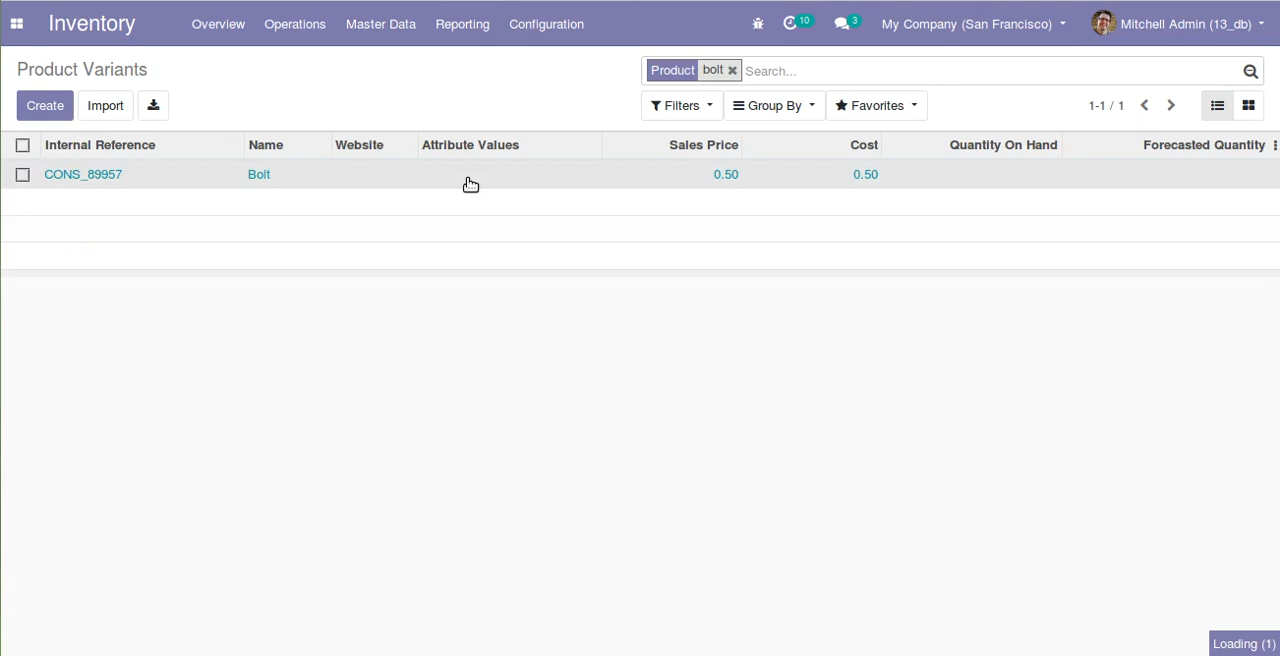 Inventory Overview Operations Master Data Reporting Configuration 10 3 My Company (San Francisco) Mitchell Admin (13_db)
Product Variants Product bolt Search...
Create Import Filters Group By Favorites 1-1 / 1
Internal Reference Name Website Attribute Values Sales Price Cost Quantity On Hand Forecasted Quantity
CONS_89957 Bolt 0.50 0.50
Loading (1)